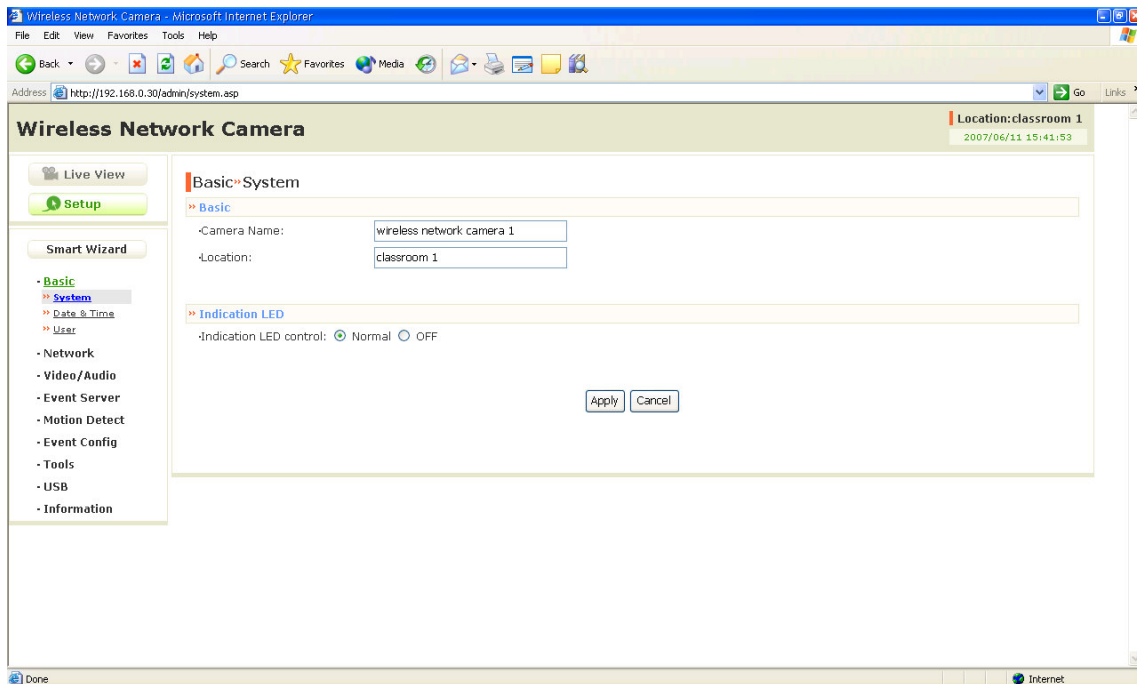 Wireless Network Camera - Microsoft Internet Explorer
File Edit View Favorites Tools Help
Back Search Favorites Media
Address http://192.168.0.30/admin/system.asp Go Links
Wireless Network Camera
Location:classroom 1
2007/06/11 15:41:53
Live View
Setup
Smart Wizard
· Basic
» System
» Date & Time
» User
· Network
· Video/Audio
· Event Server
· Motion Detect
· Event Config
· Tools
· USB
· Information
Basic»System
» Basic
·Camera Name: wireless network camera 1
·Location: classroom 1
» Indication LED
·Indication LED control: Normal OFF
Apply Cancel
Done Internet